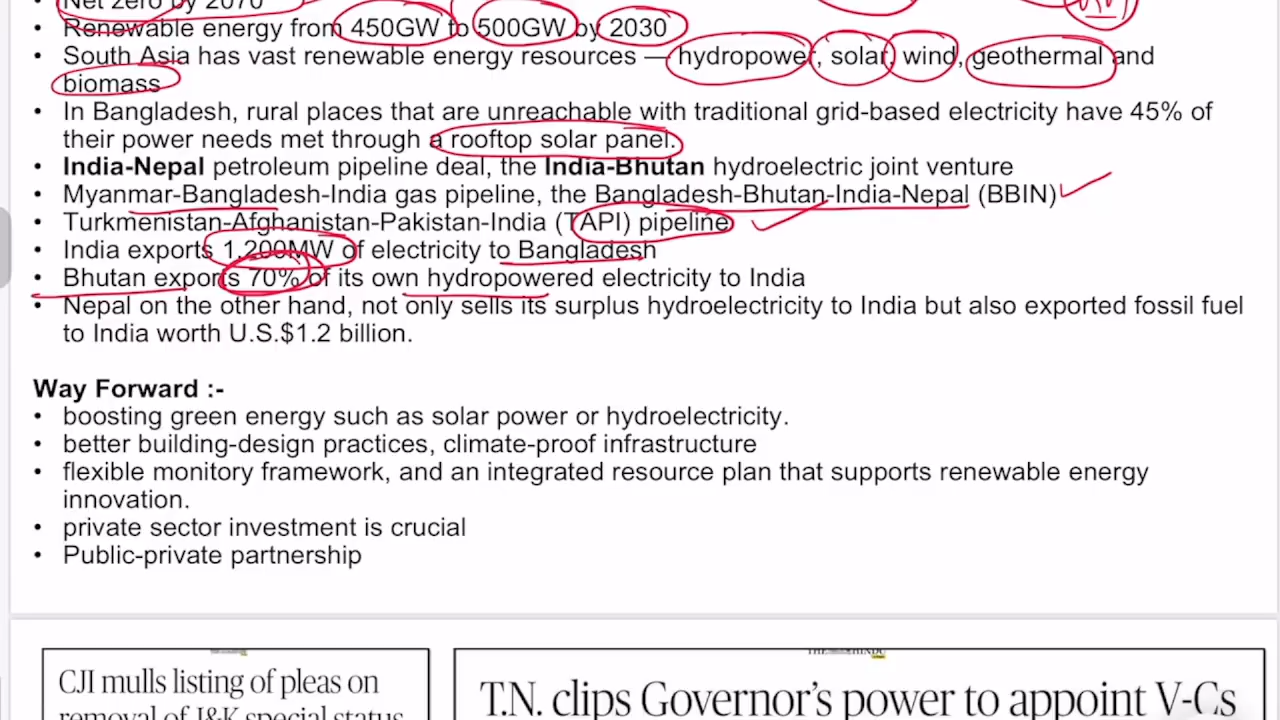 • Net zero by 2070
• Renewable energy from 450GW to 500GW by 2030
• South Asia has vast renewable energy resources — hydropower, solar, wind, geothermal and
biomass
• In Bangladesh, rural places that are unreachable with traditional grid-based electricity have 45% of
their power needs met through a rooftop solar panel.
• India-Nepal petroleum pipeline deal, the India-Bhutan hydroelectric joint venture
• Myanmar-Bangladesh-India gas pipeline, the Bangladesh-Bhutan-India-Nepal (BBIN)
• Turkmenistan-Afghanistan-Pakistan-India (TAPI) pipeline
• India exports 1,200MW of electricity to Bangladesh
• Bhutan exports 70% of its own hydropowered electricity to India
• Nepal on the other hand, not only sells its surplus hydroelectricity to India but also exported fossil fuel
to India worth U.S.$1.2 billion.
Way Forward :-
• boosting green energy such as solar power or hydroelectricity.
• better building-design practices, climate-proof infrastructure
• flexible monitory framework, and an integrated resource plan that supports renewable energy
innovation.
• private sector investment is crucial
• Public-private partnership
CJI mulls listing of pleas on
removal of J&K special status
THE HINDU
T.N. clips Governor's power to appoint V-Cs